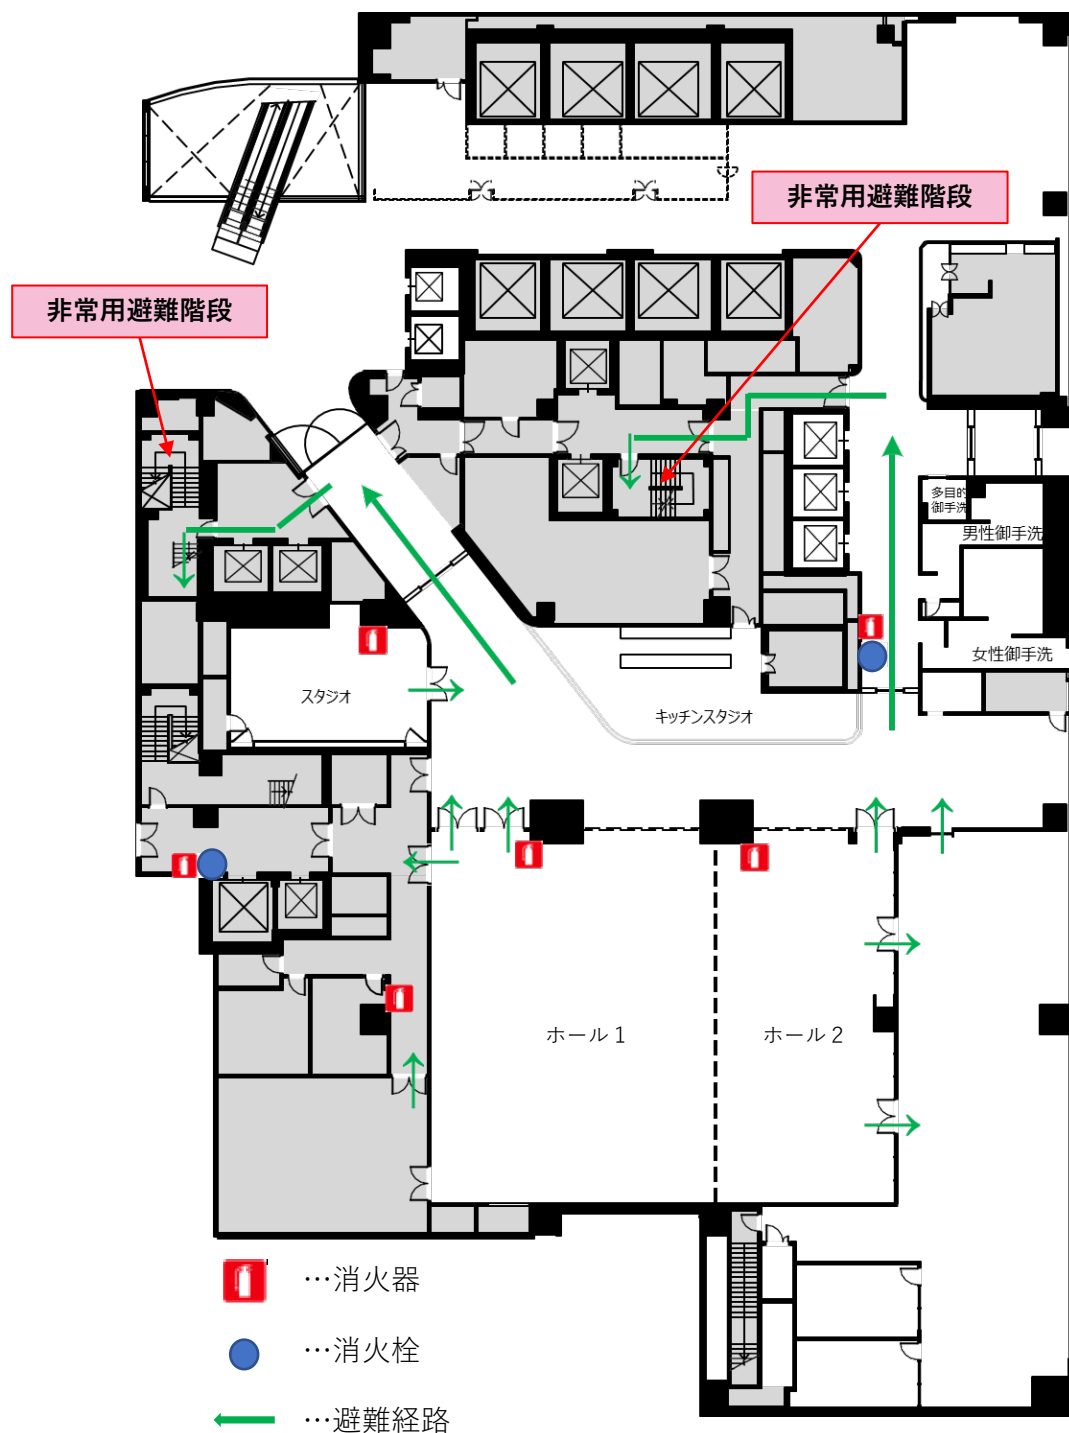 非常用避難階段
非常用避難階段
多目的
御手洗
男性御手洗
女性御手洗
スタジオ
キッチンスタジオ
ホール１
ホール２
…消火器
…消火栓
…避難経路